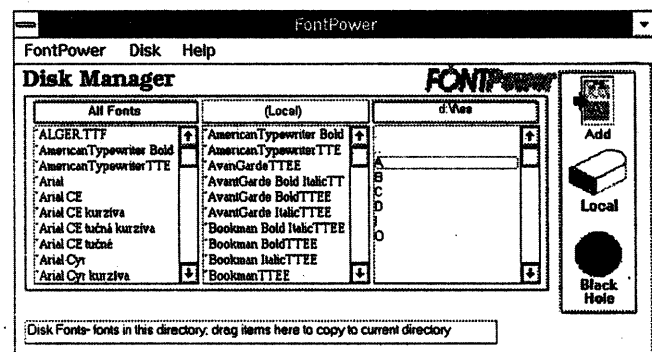 FontPower
FontPower Disk Help
Disk Manager
FONTPower
All Fonts
ALGER.TTF
AmericanTypewriter Bold
AmericanTypewriterTTE
Arial
Arial CE
Arial CE kurzíva
Arial CE tučná kurzíva
Arial CE tučné
Arial Cyr
Arial Cyr kurzíva
(Local)
AmericanTypewriter Bold
AmericanTypewriterTTE
AvanGardeTTEE
AvantGarde Bold ItalicTT
AvantGarde BoldTTEE
AvantGarde ItalicTTEE
Bookman Bold ItalicTTEE
Bookman BoldTTEE
Bookman ItalicTTEE
BookmanTTEE
..
A
B
C
D
I
O
Add
Local
Black
Hole
Disk Fonts- fonts in this directory; drag items here to copy to current directory